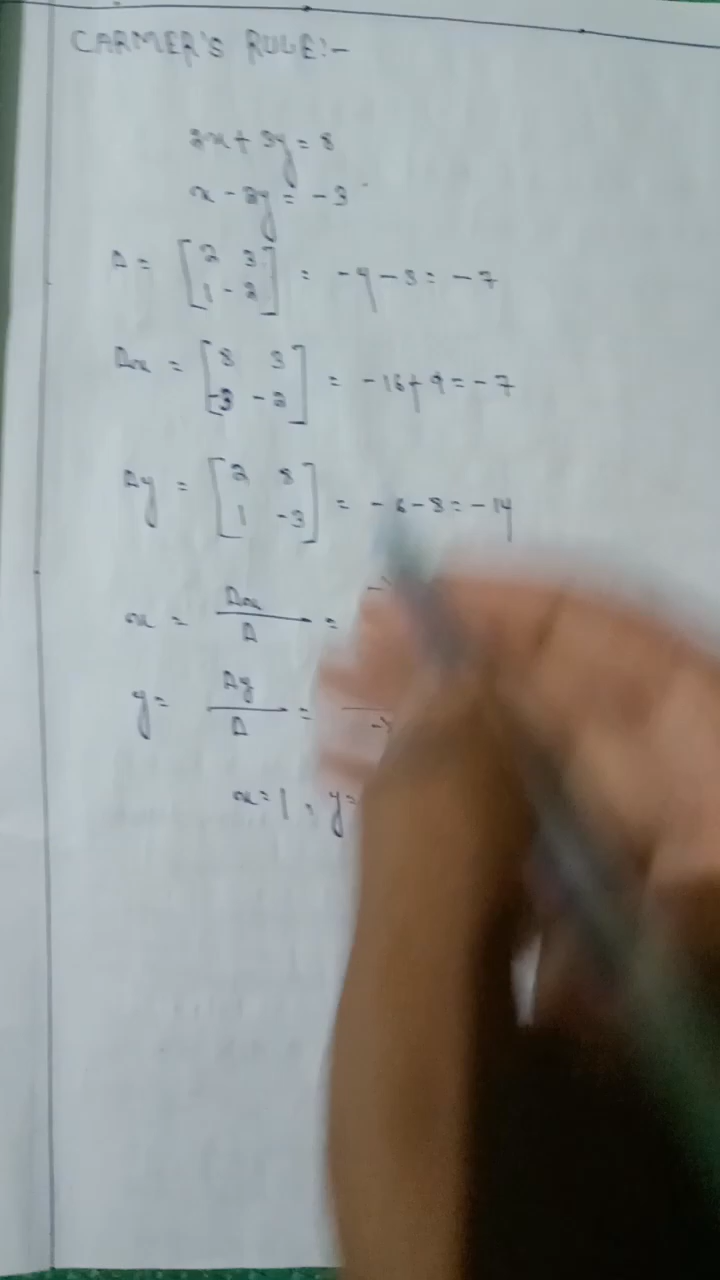 CARMER'S RULE:-
2x + 3y = 8
x - 2y = -3
Δ = [2 3 = -4 - 3 = -7
1 -2]
Δx = [8 3 = -16 + 9 = -7
-3 -2]
Δy = [2 8 = -6 - 8 = -14
1 -3]
x = Δx/Δ =
y = Δy/Δ =
x = 1, y =